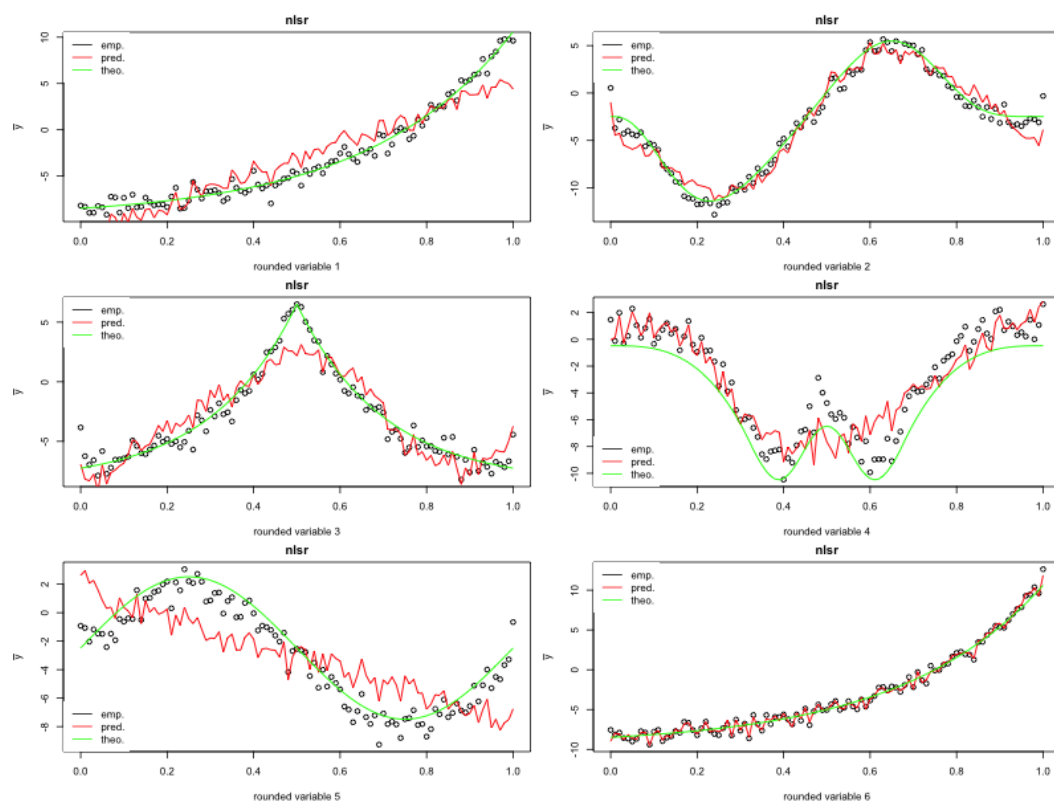 nlsr
emp.
pred.
theo.
y̅
10
5
0
-5
0.0 0.2 0.4 0.6 0.8 1.0
rounded variable 1
nlsr
emp.
pred.
theo.
y̅
5
0
-5
-10
0.0 0.2 0.4 0.6 0.8 1.0
rounded variable 2
nlsr
emp.
pred.
theo.
y̅
5
0
-5
0.0 0.2 0.4 0.6 0.8 1.0
rounded variable 3
nlsr
y̅
2
0
-2
-4
-6
-8
-10
emp.
pred.
theo.
0.0 0.2 0.4 0.6 0.8 1.0
rounded variable 4
nlsr
y̅
2
0
-2
-4
-6
-8
emp.
pred.
theo.
0.0 0.2 0.4 0.6 0.8 1.0
rounded variable 5
nlsr
emp.
pred.
theo.
y̅
10
5
0
-5
-10
0.0 0.2 0.4 0.6 0.8 1.0
rounded variable 6